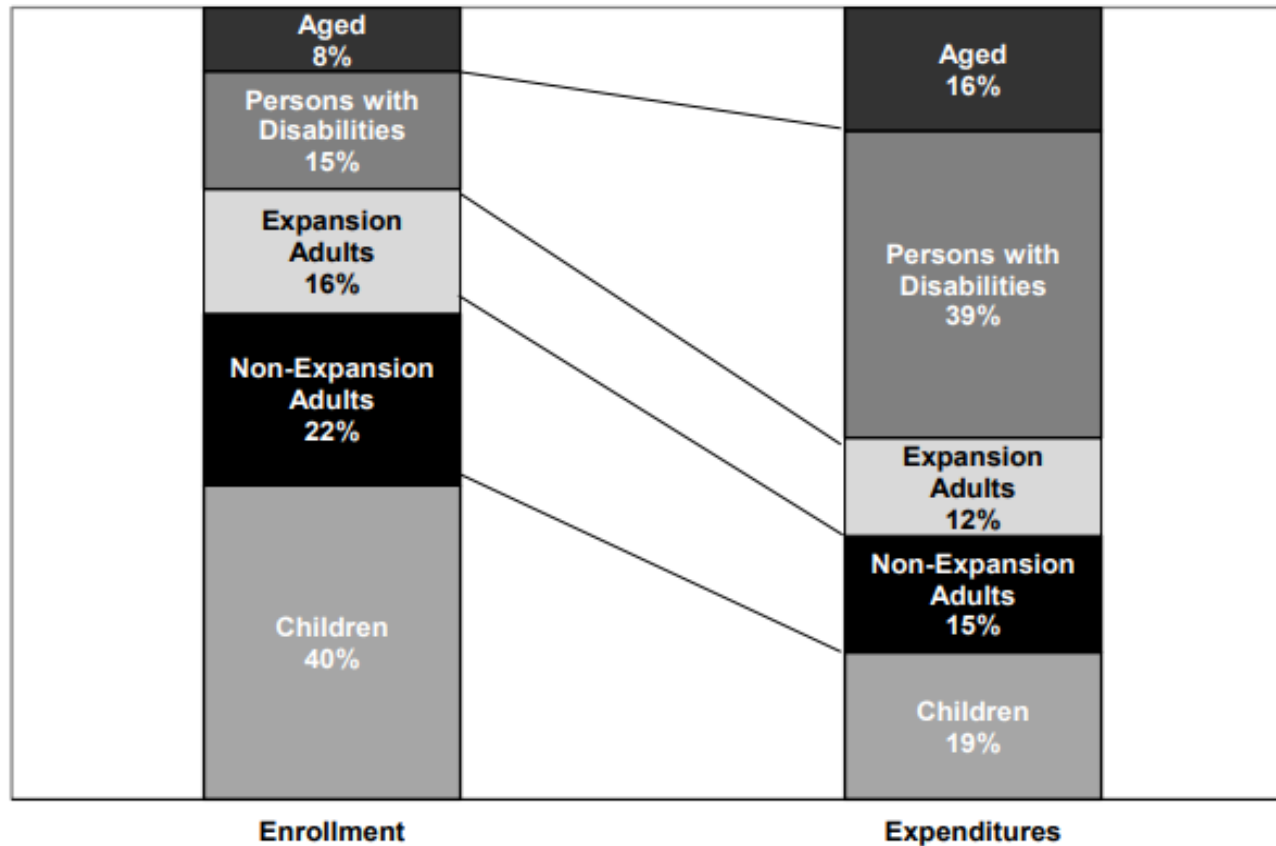 Aged
8%
Persons with
Disabilities
15%
Expansion
Adults
16%
Non-Expansion
Adults
22%
Children
40%
Enrollment
Aged
16%
Persons with
Disabilities
39%
Expansion
Adults
12%
Non-Expansion
Adults
15%
Children
19%
Expenditures